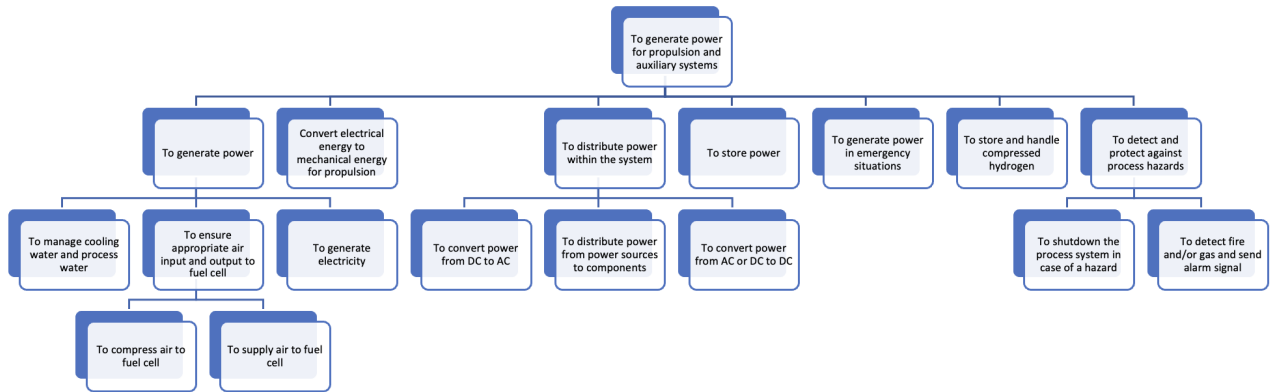 To generate power
for propulsion and
auxiliary systems
To generate power
Convert electrical
energy to
mechanical energy
for propulsion
To distribute power
within the system
To store power
To generate power
in emergency
situations
To store and handle
compressed
hydrogen
To detect and
protect against
process hazards
To manage cooling
water and process
water
To ensure
appropriate air
input and output to
fuel cell
To generate
electricity
To convert power
from DC to AC
To distribute power
from power sources
to components
To convert power
from AC or DC to DC
To shutdown the
process system in
case of a hazard
To detect fire
and/or gas and send
alarm signal
To compress air to
fuel cell
To supply air to fuel
cell